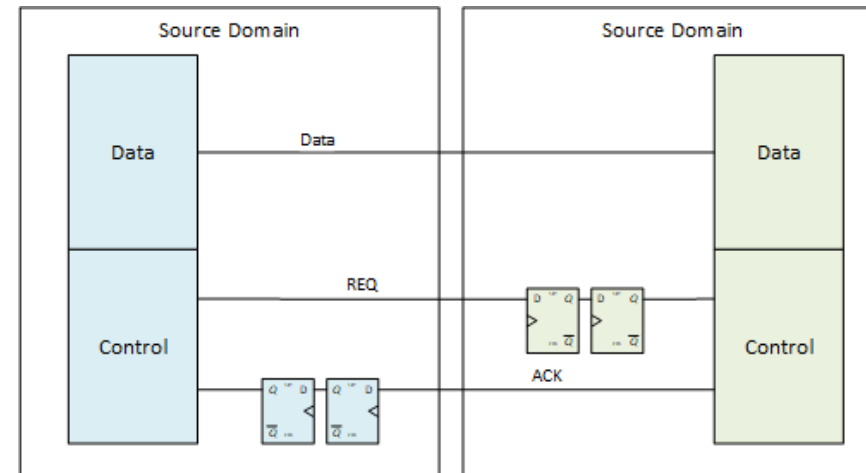 Source Domain
Source Domain
Data
Data
Data
REQ
D Q D Q
Q Q
Control
Control
ACK
Q D Q D
Q Q